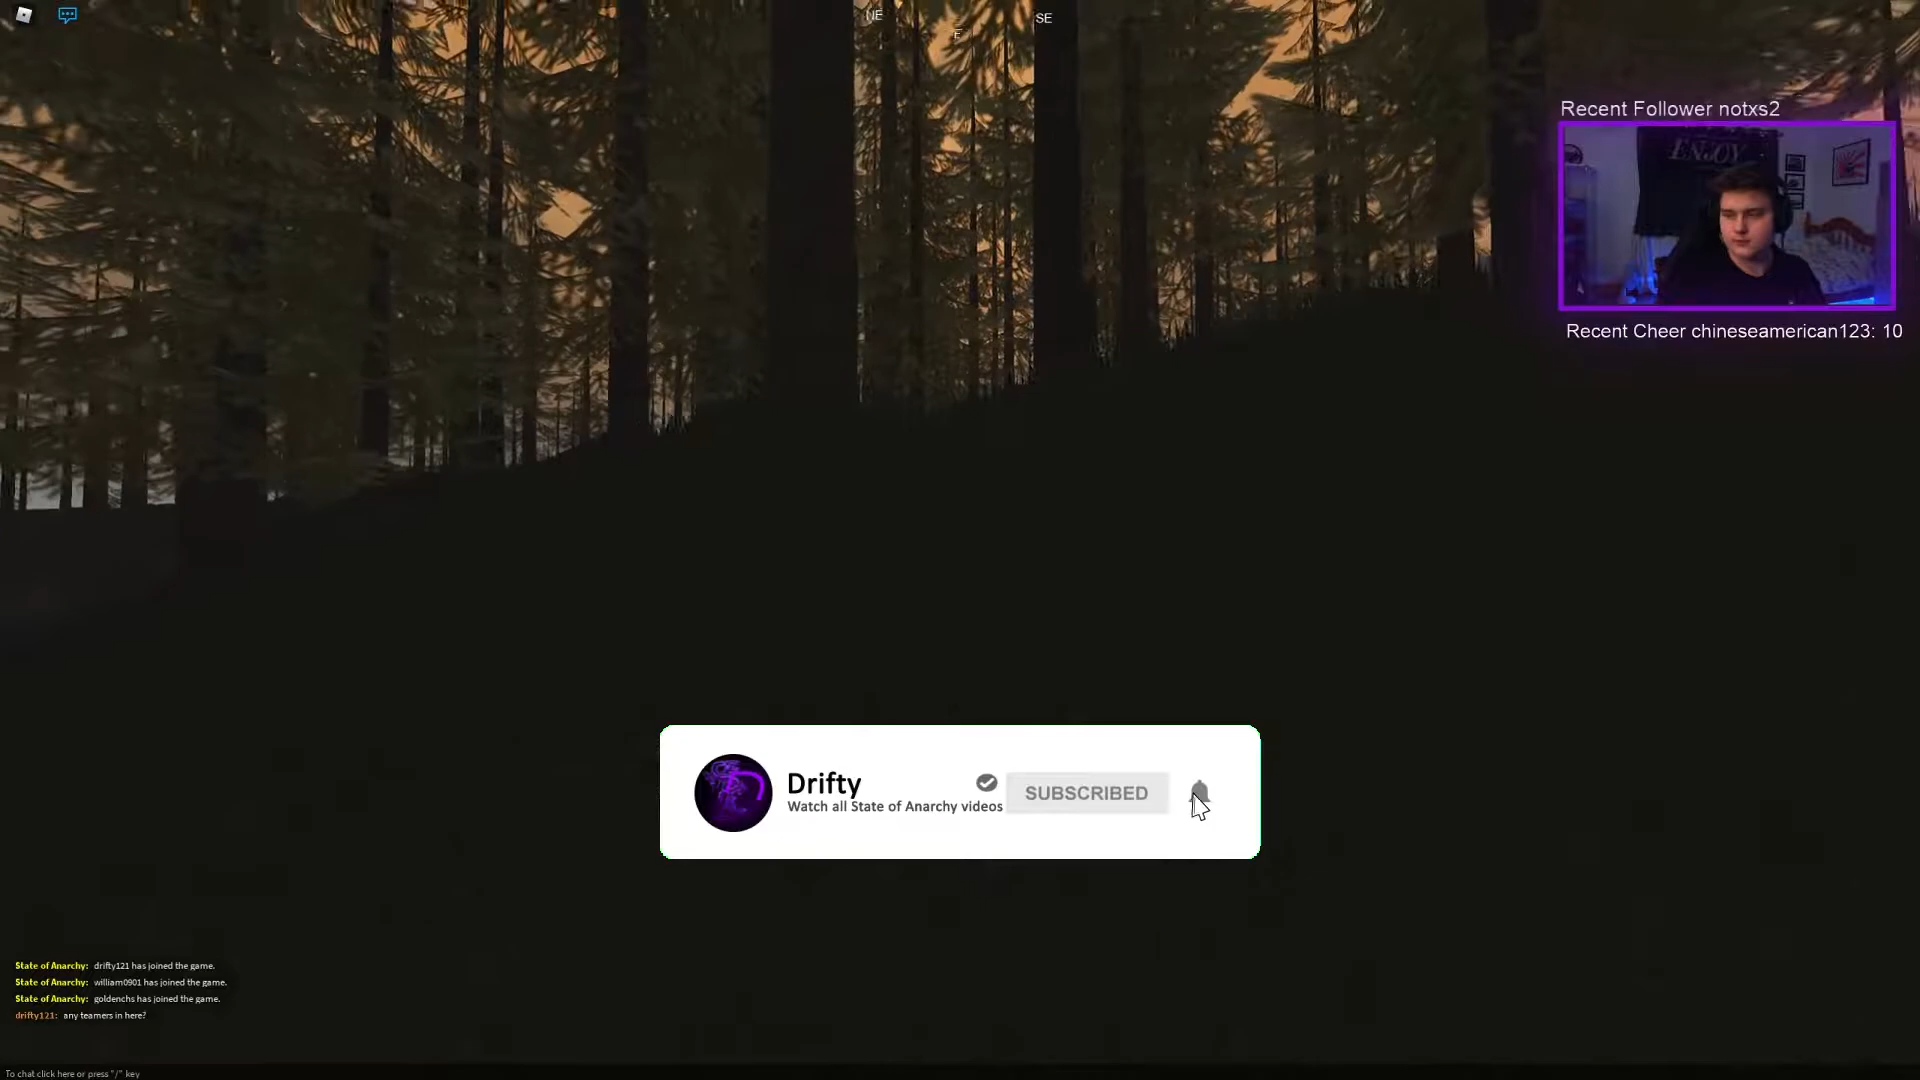 NE
E
SE
Recent Follower notxs2
ENJOY
Recent Cheer chineseamerican123: 10
Drifty
SUBSCRIBED
Watch all State of Anarchy videos
State of Anarchy: drifty121 has joined the game.
State of Anarchy: william0901 has joined the game.
State of Anarchy: goldenchs has joined the game.
drifty121: any teamers in here?
To chat click here or press "/" key